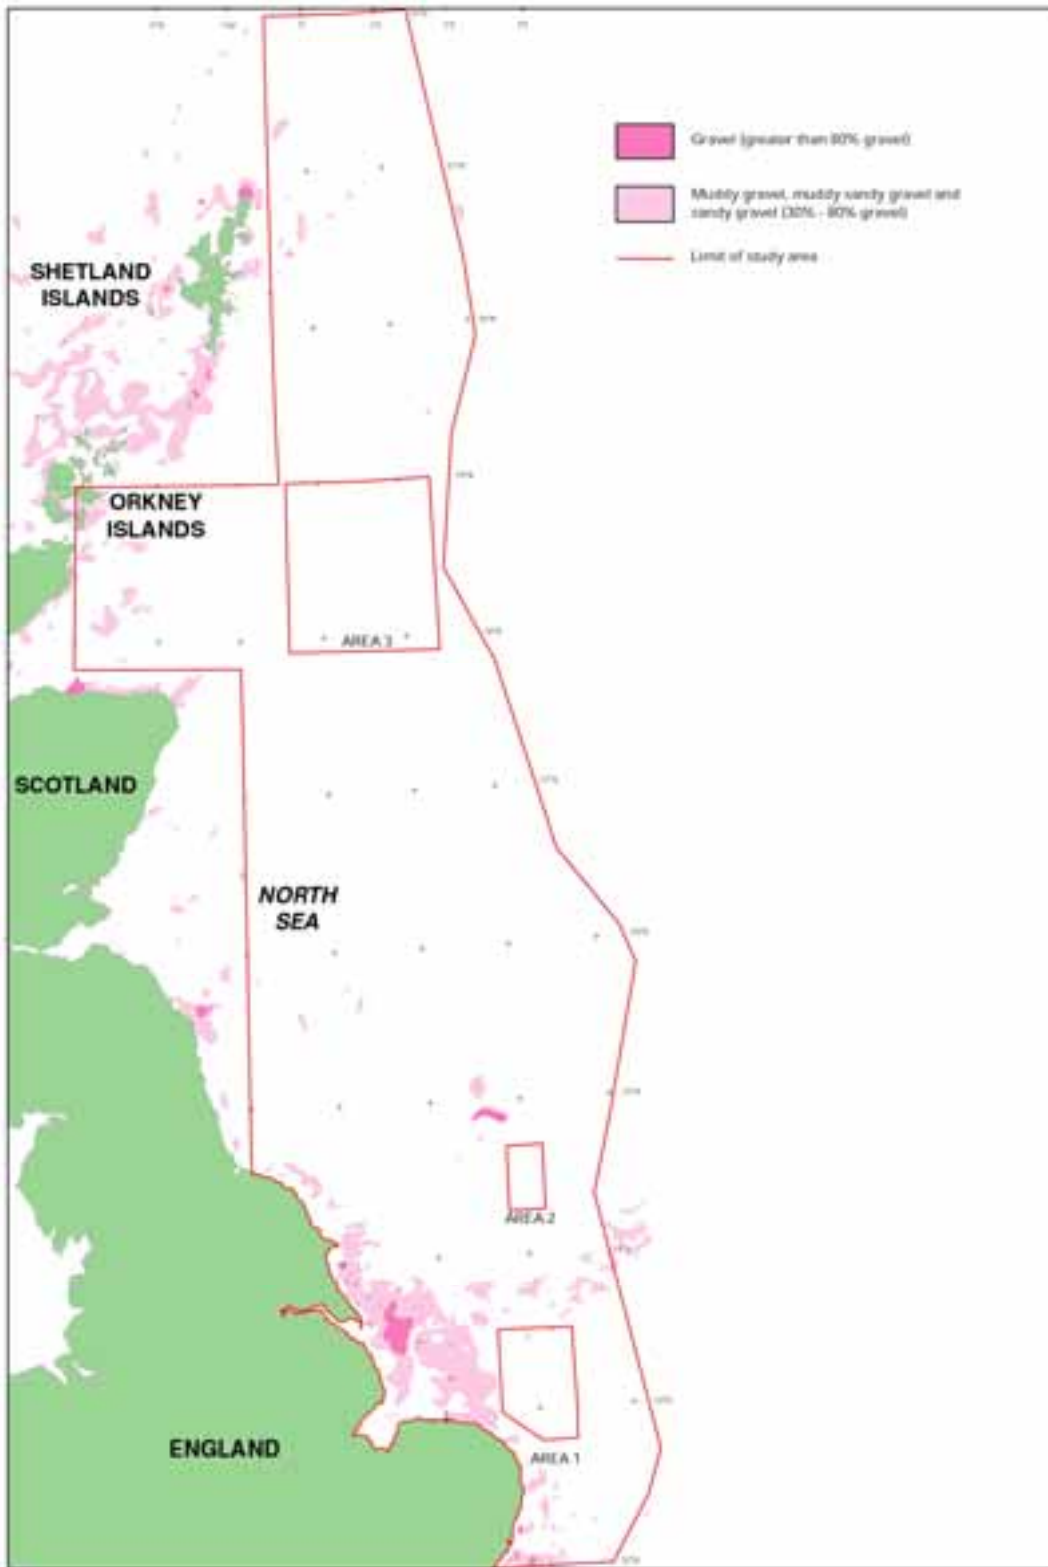 Gravel (greater than 80% gravel)
Muddy gravel, muddy sandy gravel and
sandy gravel (30% - 80% gravel)
Limit of study area
SHETLAND
ISLANDS
ORKNEY
ISLANDS
AREA 3
SCOTLAND
NORTH
SEA
AREA 2
ENGLAND
AREA 1